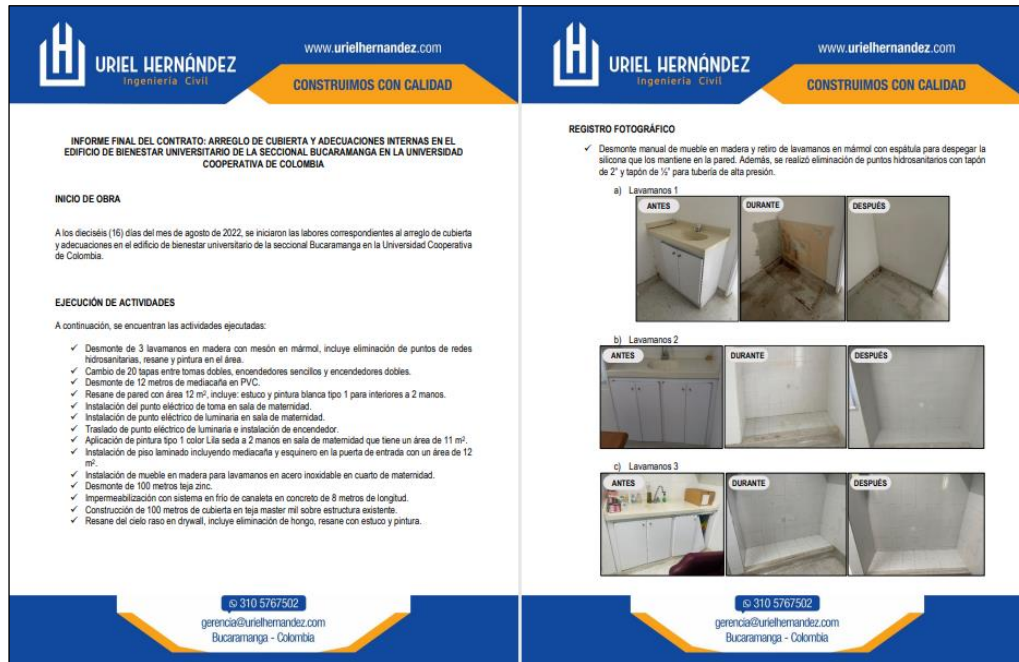 URIEL HERNÁNDEZ
Ingeniería Civil
www.urielhernandez.com
CONSTRUIMOS CON CALIDAD
INFORME FINAL DEL CONTRATO: ARREGLO DE CUBIERTA Y ADECUACIONES INTERNAS EN EL
EDIFICIO DE BIENESTAR UNIVERSITARIO DE LA SECCIONAL BUCARAMANGA EN LA UNIVERSIDAD
COOPERATIVA DE COLOMBIA
INICIO DE OBRA
A los dieciséis (16) días del mes de agosto de 2022, se iniciaron las labores correspondientes al arreglo de cubierta
y adecuaciones en el edificio de bienestar universitario de la seccional Bucaramanga en la Universidad Cooperativa
de Colombia.
EJECUCIÓN DE ACTIVIDADES
A continuación, se encuentran las actividades ejecutadas:
✓ Desmonte de 3 lavamanos en madera con mesón en mármol, incluye eliminación de puntos de redes
hidrosanitarias, resane y pintura en el área.
✓ Cambio de 20 tapas entre tomas dobles, encendedores sencillos y encendedores dobles.
✓ Desmonte de 12 metros de mediacaña en PVC.
✓ Resane de pared con área 12 m², incluye: estuco y pintura blanca tipo 1 para interiores a 2 manos.
✓ Instalación del punto eléctrico de toma en sala de maternidad.
✓ Instalación de punto eléctrico de luminaria en sala de maternidad.
✓ Traslado de punto eléctrico de luminaria e instalación de encendedor.
✓ Aplicación de pintura tipo 1 color Lila seda a 2 manos en sala de maternidad que tiene un área de 11 m².
✓ Instalación de piso laminado incluyendo mediacaña y esquinero en la puerta de entrada con un área de 12
m².
✓ Instalación de mueble en madera para lavamanos en acero inoxidable en cuarto de maternidad.
✓ Desmonte de 100 metros teja zinc.
✓ Impermeabilización con sistema en frío de canaleta en concreto de 8 metros de longitud.
✓ Construcción de 100 metros de cubierta en teja master mil sobre estructura existente.
✓ Resane del cielo raso en drywall, incluye eliminación de hongo, resane con estuco y pintura.
310 5767502
gerencia@urielhernandez.com
Bucaramanga - Colombia
URIEL HERNÁNDEZ
Ingeniería Civil
www.urielhernandez.com
CONSTRUIMOS CON CALIDAD
REGISTRO FOTOGRÁFICO
✓ Desmonte manual de mueble en madera y retiro de lavamanos en mármol con espátula para despegar la
silicona que los mantiene en la pared. Además, se realizó eliminación de puntos hidrosanitarios con tapón
de 2" y tapón de ½" para tubería de alta presión.
a) Lavamanos 1
ANTES DURANTE DESPUÉS
b) Lavamanos 2
ANTES DURANTE DESPUÉS
c) Lavamanos 3
ANTES DURANTE DESPUÉS
310 5767502
gerencia@urielhernandez.com
Bucaramanga - Colombia